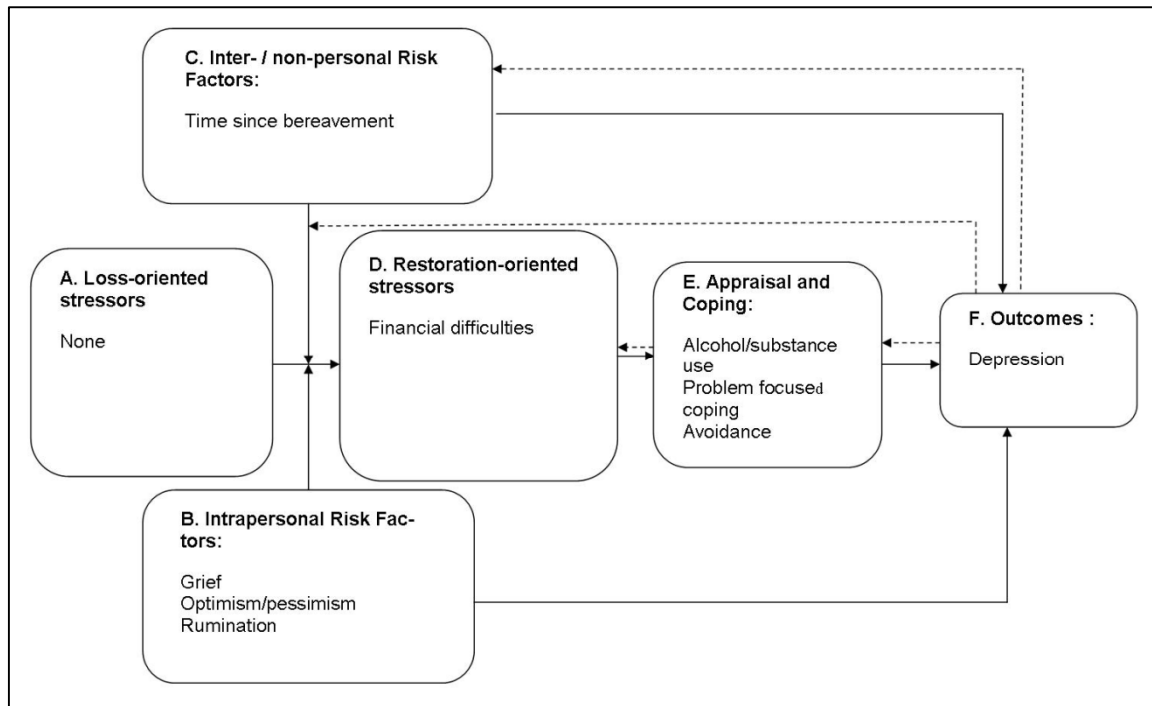 C. Inter- / non-personal Risk
Factors:
Time since bereavement
A. Loss-oriented
stressors
None
D. Restoration-oriented
stressors
Financial difficulties
E. Appraisal and
Coping:
Alcohol/substance
use
Problem focused
coping
Avoidance
F. Outcomes :
Depression
B. Intrapersonal Risk Fac-
tors:
Grief
Optimism/pessimism
Rumination